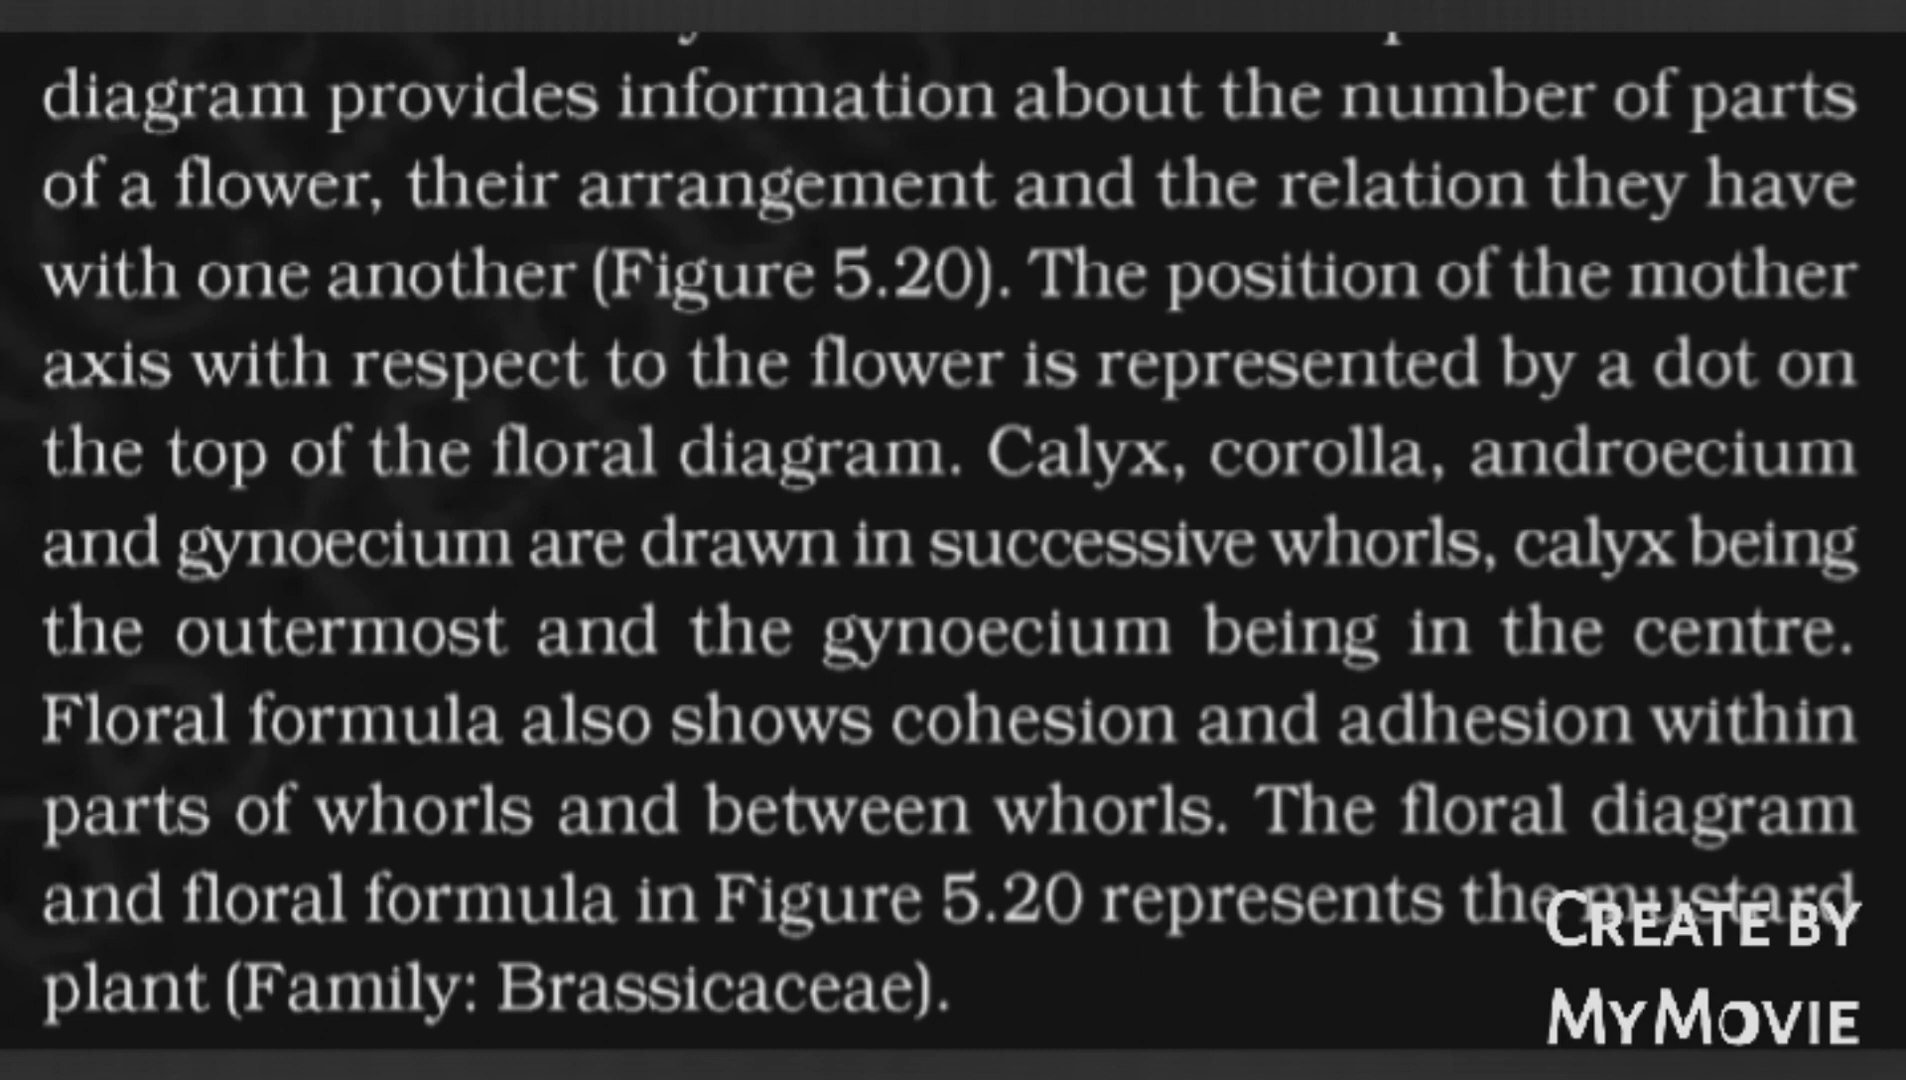 diagram provides information about the number of parts
of a flower, their arrangement and the relation they have
with one another (Figure 5.20). The position of the mother
axis with respect to the flower is represented by a dot on
the top of the floral diagram. Calyx, corolla, androecium
and gynoecium are drawn in successive whorls, calyx being
the outermost and the gynoecium being in the centre.
Floral formula also shows cohesion and adhesion within
parts of whorls and between whorls. The floral diagram
and floral formula in Figure 5.20 represents the mustard
plant (Family: Brassicaceae).
CREATE BY
MYMOVIE